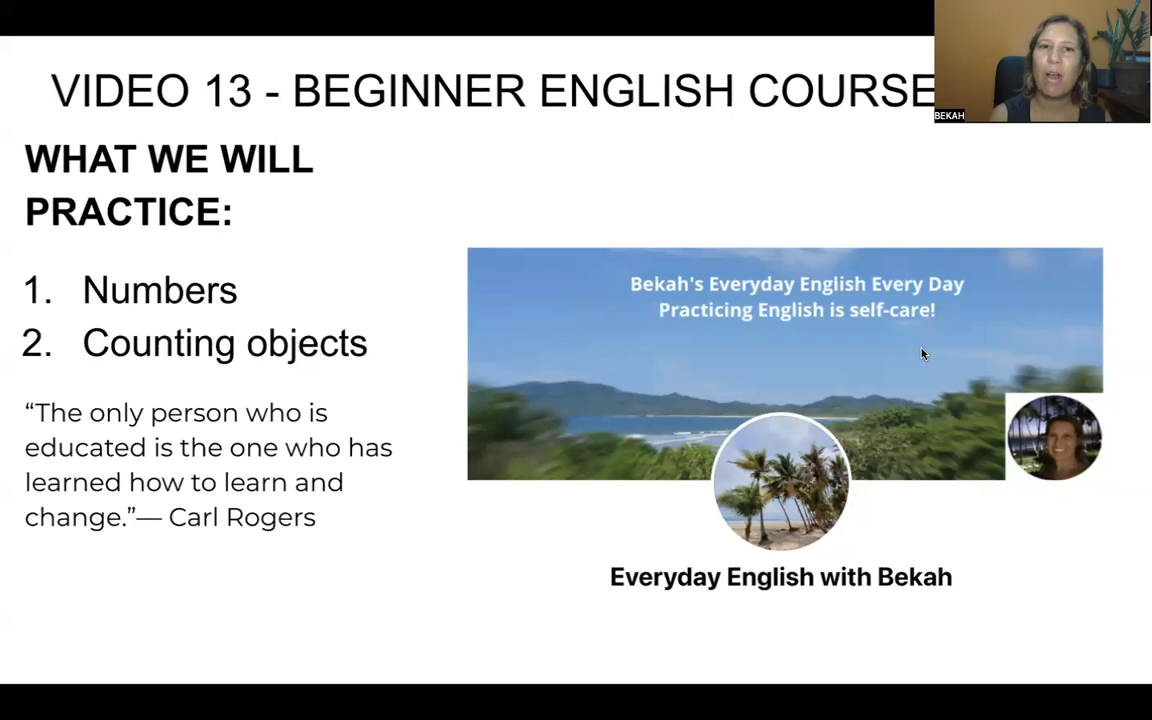 VIDEO 13 - BEGINNER ENGLISH COURSE
BEKAH
WHAT WE WILL
PRACTICE:
1. Numbers
2. Counting objects
“The only person who is
educated is the one who has
learned how to learn and
change.”— Carl Rogers
Bekah's Everyday English Every Day
Practicing English is self-care!
Everyday English with Bekah